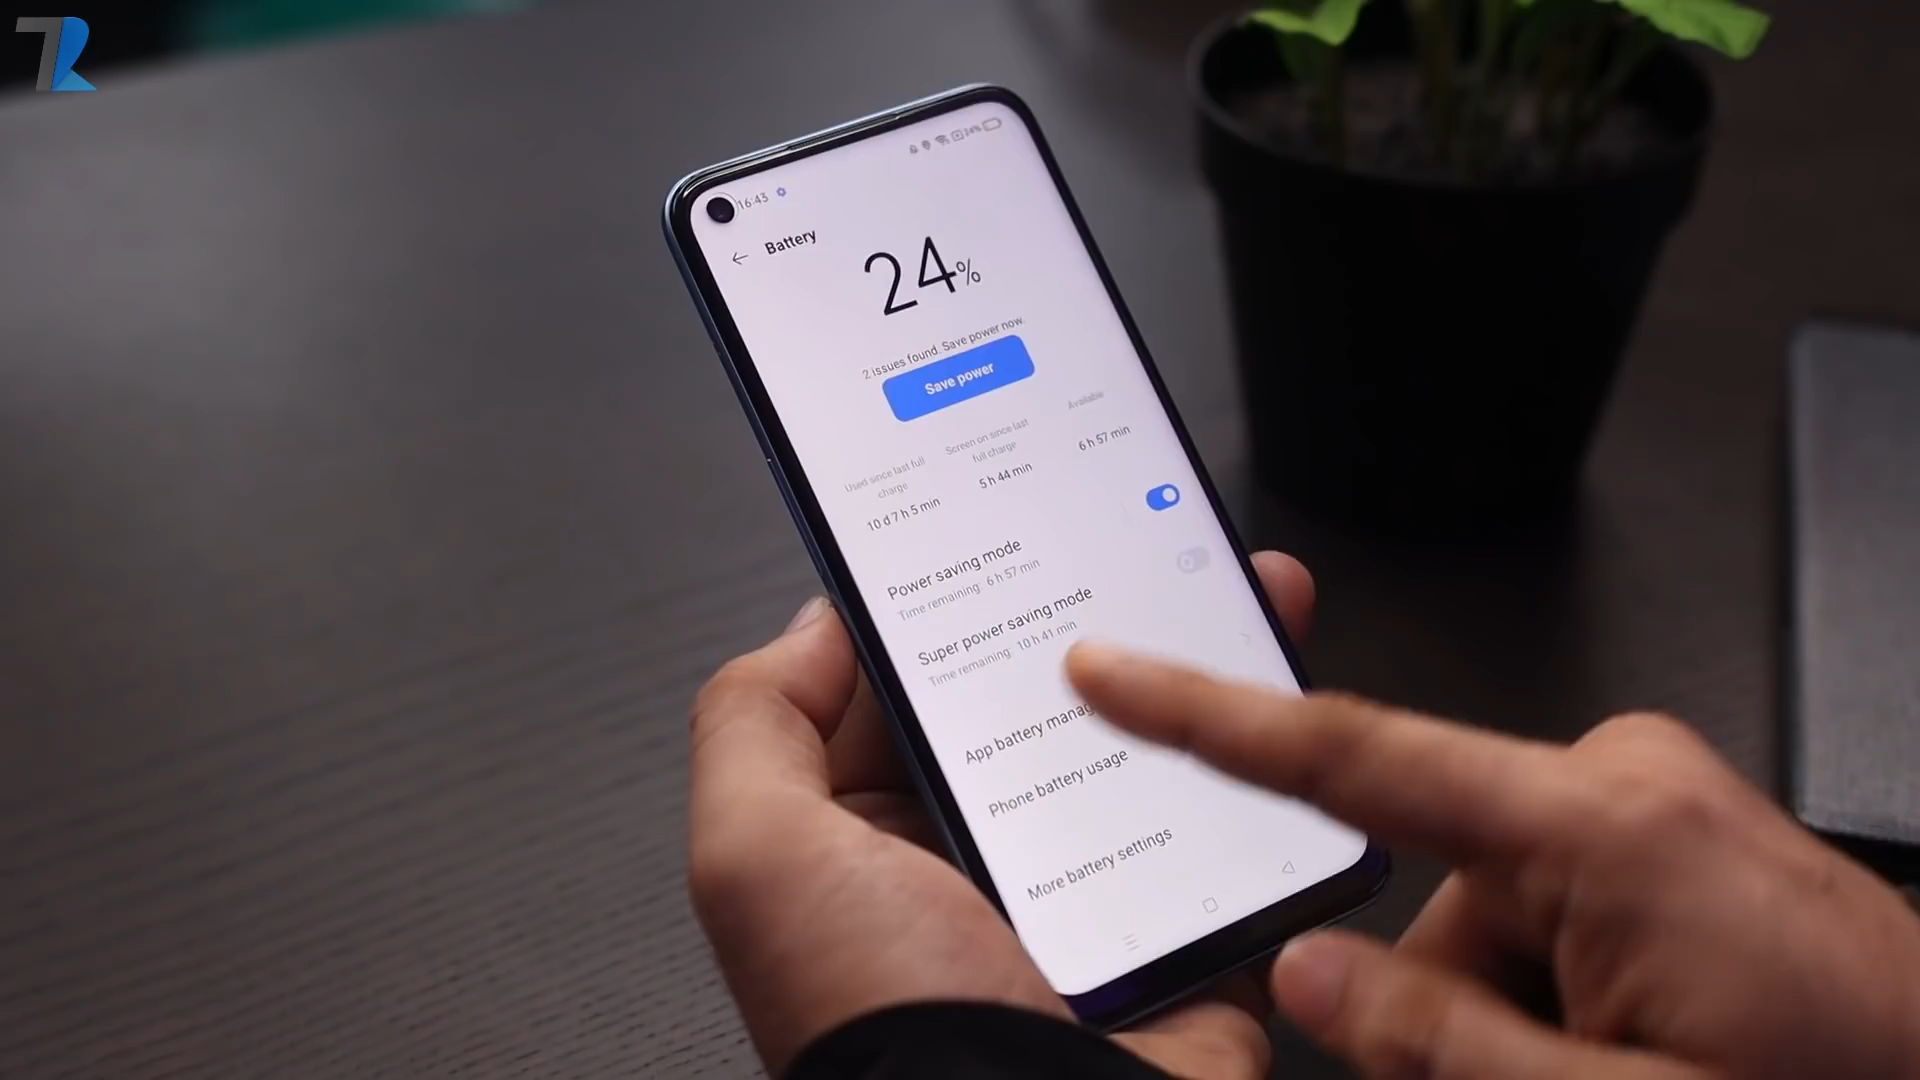 16:43
24%
Battery
24%
2 issues found. Save power now.
Save power
Used since last full
charge
10 d 7 h 5 min
Screen on since last
full charge
5 h 44 min
Available
6 h 57 min
Power saving mode
Time remaining: 6 h 57 min
Super power saving mode
Time remaining: 10 h 41 min
App battery manag
Phone battery usage
More battery settings